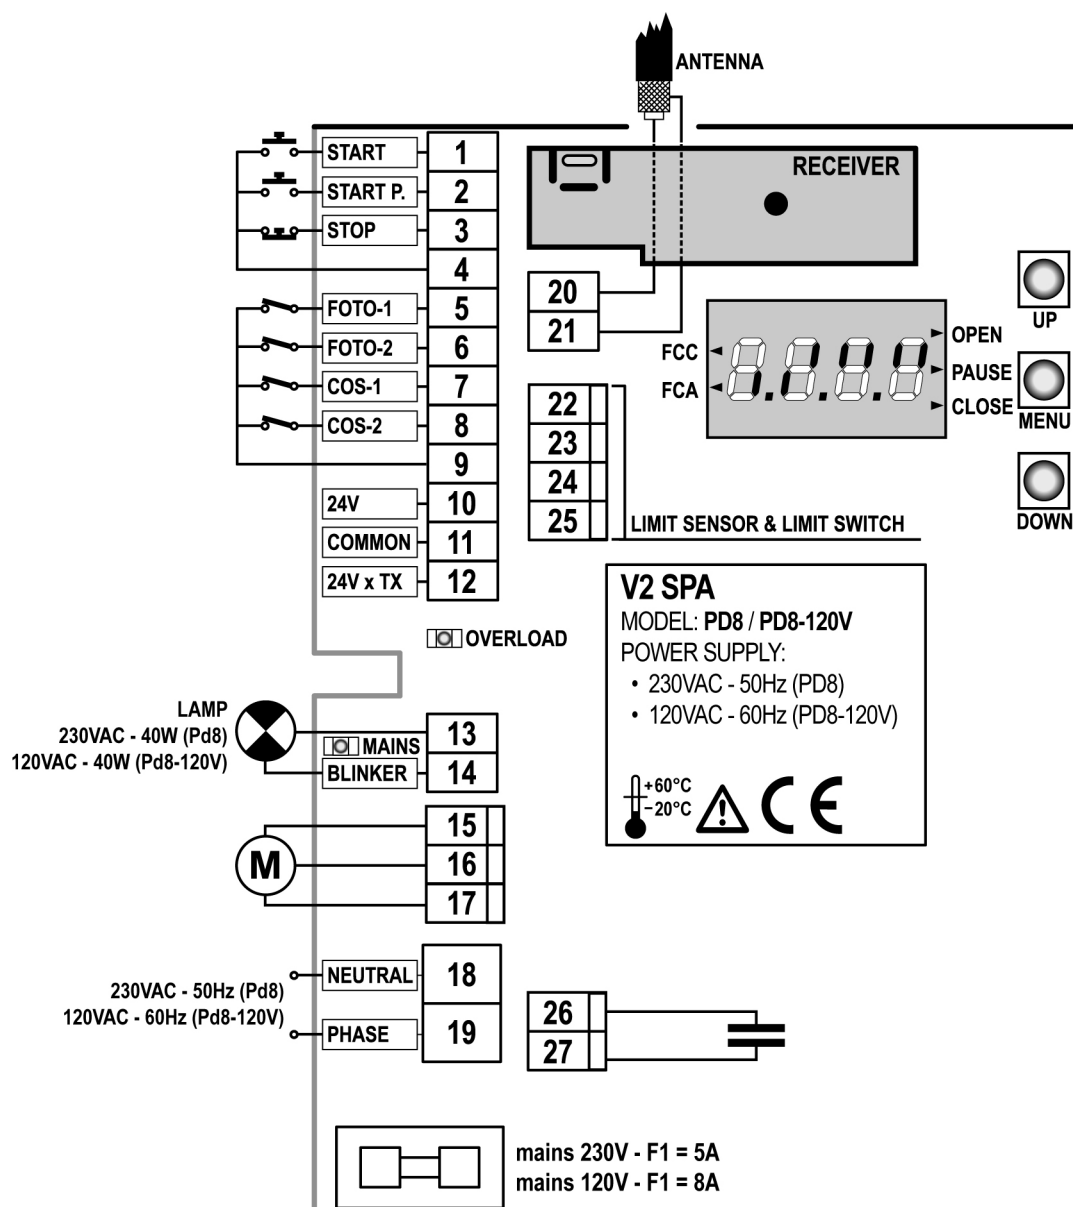 ANTENNA
START 1
START P. 2
STOP 3
4
FOTO-1 5
FOTO-2 6
COS-1 7
COS-2 8
9
24V 10
COMMON 11
24V x TX 12
RECEIVER
20
21
FCC
FCA
OPEN
PAUSE
CLOSE
UP
MENU
DOWN
22
23
24
25
LIMIT SENSOR & LIMIT SWITCH
V2 SPA
MODEL: PD8 / PD8-120V
POWER SUPPLY:
• 230VAC - 50Hz (PD8)
• 120VAC - 60Hz (PD8-120V)
+60°C
-20°C
CE
OVERLOAD
LAMP
230VAC - 40W (Pd8)
120VAC - 40W (Pd8-120V)
MAINS
13
BLINKER 14
M
15
16
17
230VAC - 50Hz (Pd8)
120VAC - 60Hz (Pd8-120V)
NEUTRAL 18
PHASE 19
26
27
mains 230V - F1 = 5A
mains 120V - F1 = 8A